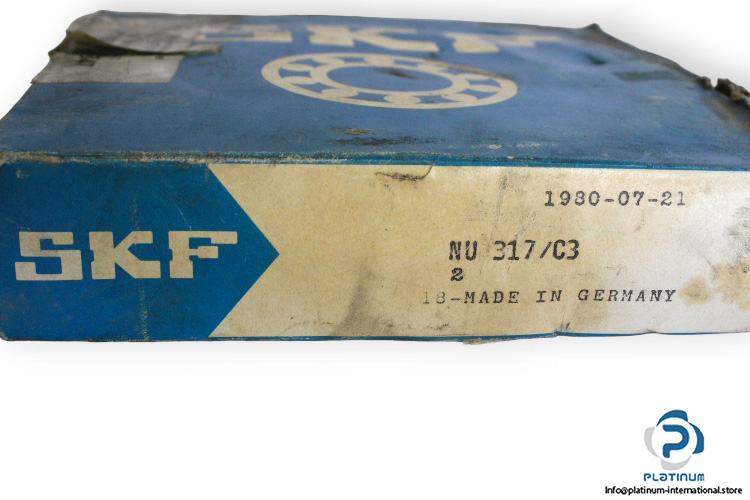 SKF
1980-07-21
SKF
NU 317/C3
2
18-MADE IN GERMANY
PLATINUM
Info@platinum-international.store